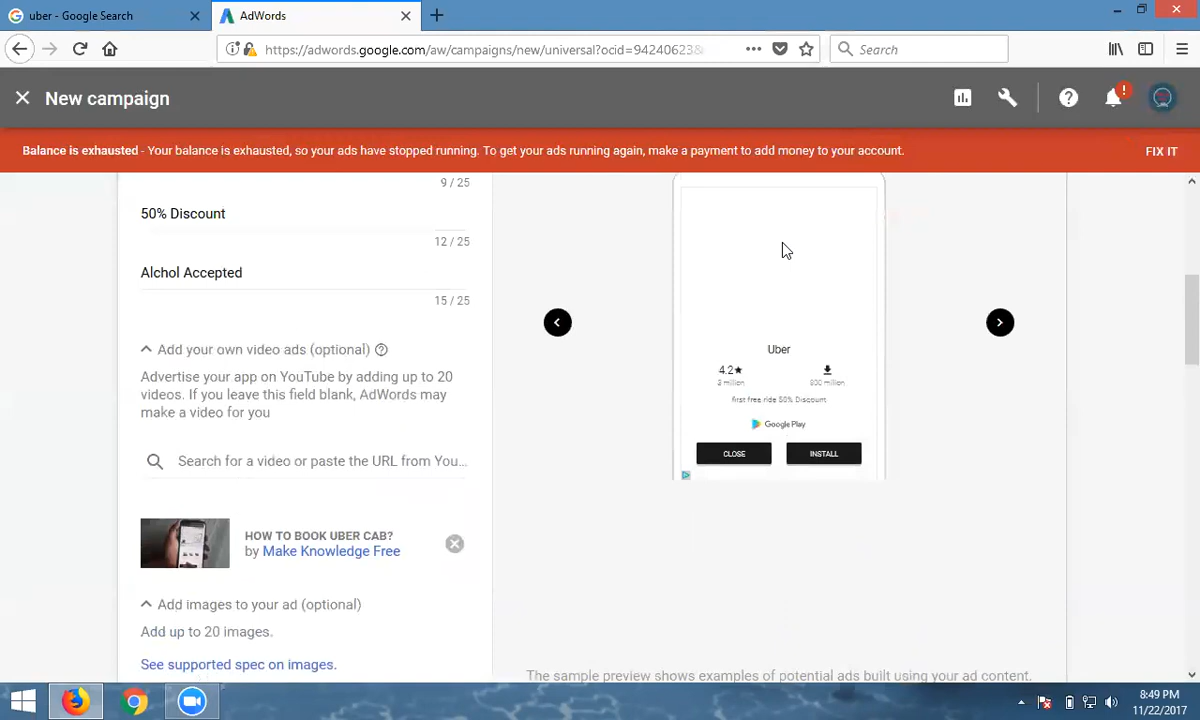 uber - Google Search
AdWords
https://adwords.google.com/aw/campaigns/new/universal?ocid=94240623&
Search
New campaign
Balance is exhausted - Your balance is exhausted, so your ads have stopped running. To get your ads running again, make a payment to add money to your account.
FIX IT
9 / 25
50% Discount
12 / 25
Alchol Accepted
15 / 25
Add your own video ads (optional)
Advertise your app on YouTube by adding up to 20
videos. If you leave this field blank, AdWords may
make a video for you
Search for a video or paste the URL from You...
HOW TO BOOK UBER CAB?
by Make Knowledge Free
Add images to your ad (optional)
Add up to 20 images.
See supported spec on images.
Uber
4.2★
3 million
300 million
first free ride 50% Discount
Google Play
CLOSE
INSTALL
The sample preview shows examples of potential ads built using your ad content.
8:49 PM
11/22/2017